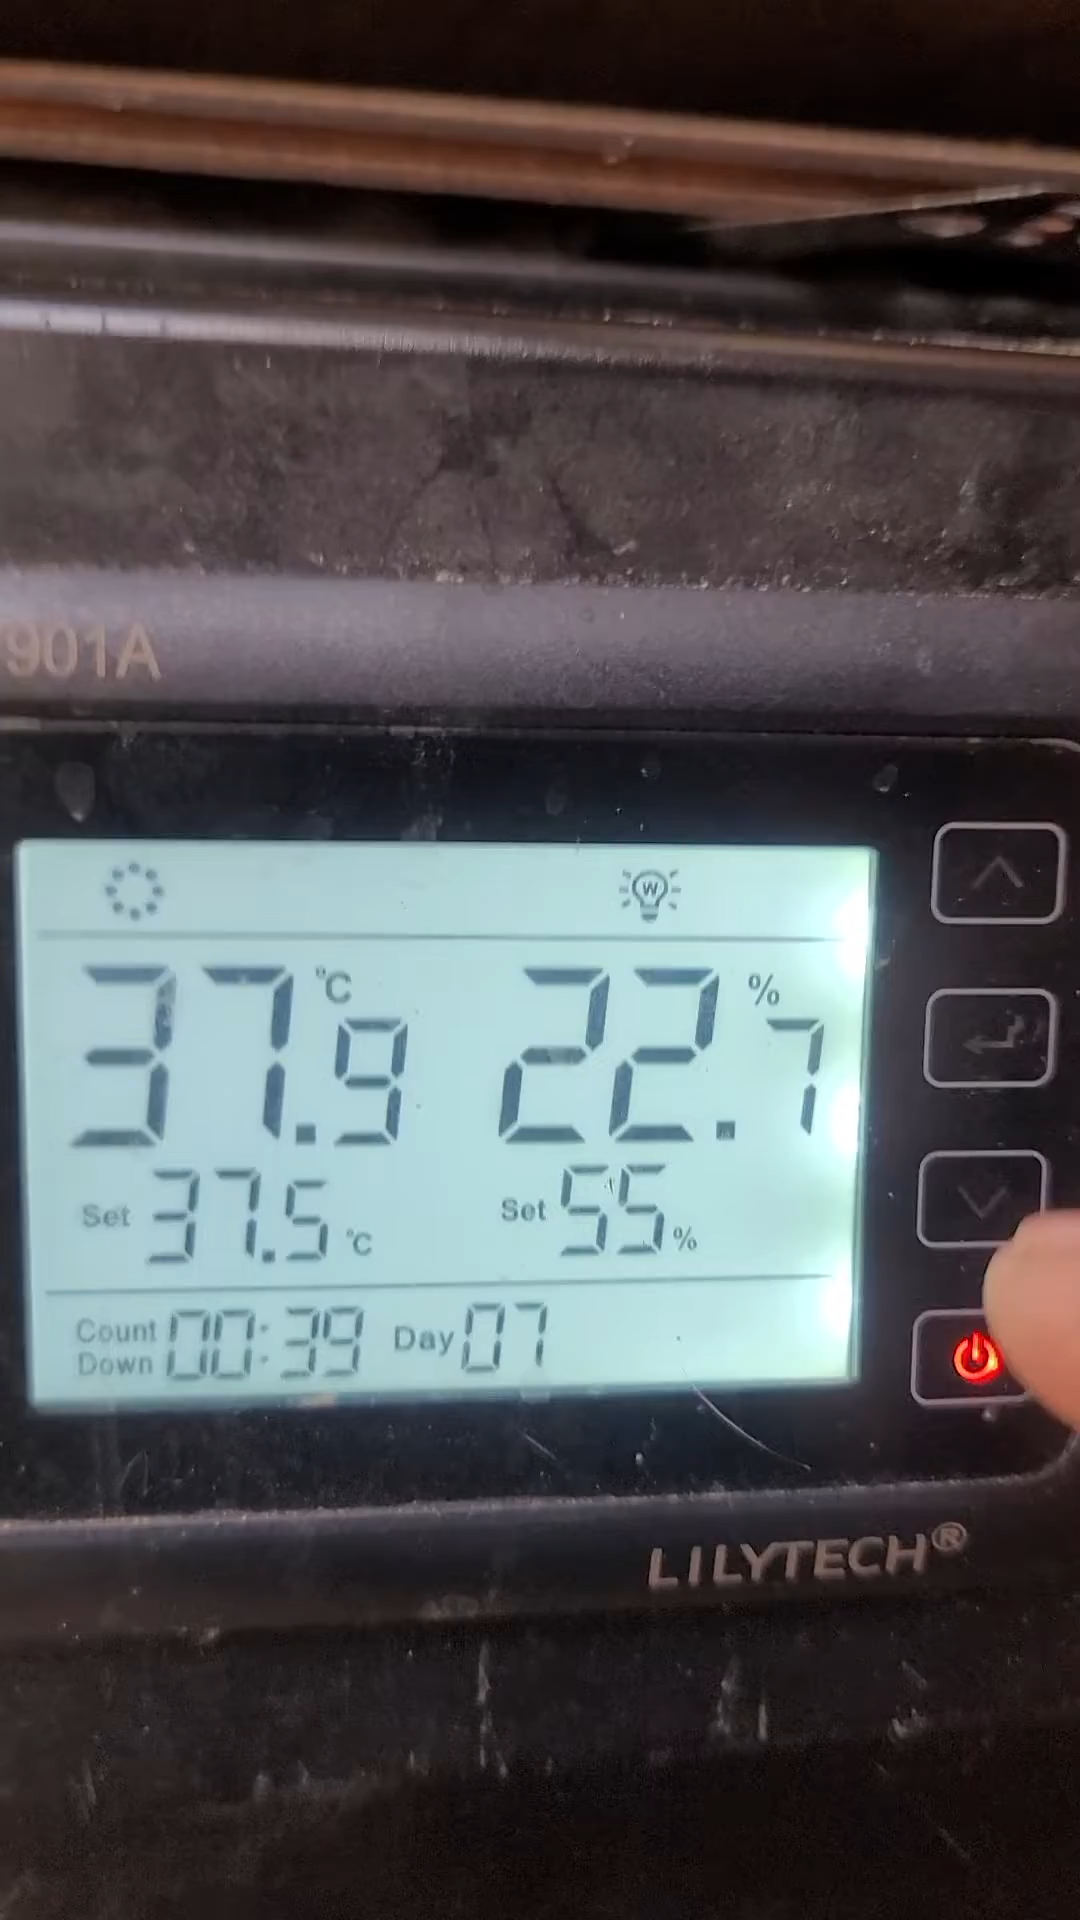 901A
W
37.9 °C 22.7 %
Set 37.5 °C Set 55 %
Count Down 00:39 Day 07
LILYTECH®